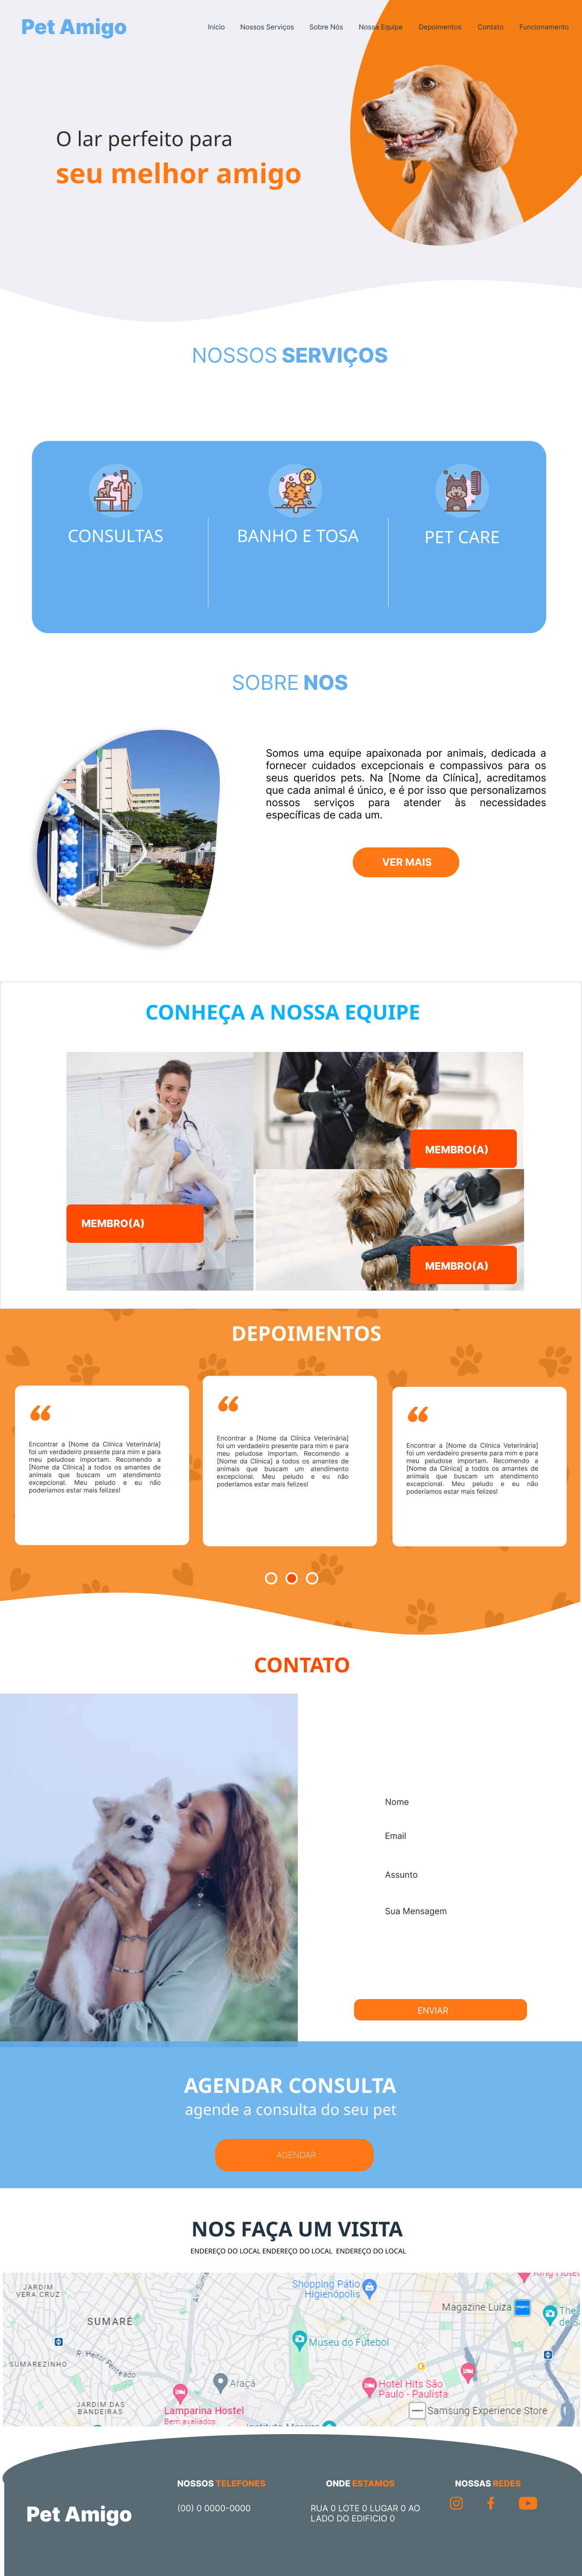 Pet Amigo
Inicio Nossos Serviços Sobre Nós Nossa Equipe Depoimentos Contato Funcionamento
O lar perfeito para
seu melhor amigo
NOSSOS SERVIÇOS
CONSULTAS
BANHO E TOSA
PET CARE
SOBRE NOS
Somos uma equipe apaixonada por animais, dedicada a
fornecer cuidados excepcionais e compassivos para os
seus queridos pets. Na [Nome da Clínica], acreditamos
que cada animal é único, e é por isso que personalizamos
nossos serviços para atender às necessidades
específicas de cada um.
VER MAIS
CONHEÇA A NOSSA EQUIPE
MEMBRO(A)
MEMBRO(A)
MEMBRO(A)
DEPOIMENTOS
Encontrar a [Nome da Clínica Veterinária]
foi um verdadeiro presente para mim e para
meu peludose importam. Recomendo a
[Nome da Clínica] a todos os amantes de
animais que buscam um atendimento
excepcional. Meu peludo e eu não
poderíamos estar mais felizes!
Encontrar a [Nome da Clínica Veterinária]
foi um verdadeiro presente para mim e para
meu peludose importam. Recomendo a
[Nome da Clínica] a todos os amantes de
animais que buscam um atendimento
excepcional. Meu peludo e eu não
poderíamos estar mais felizes!
Encontrar a [Nome da Clínica Veterinária]
foi um verdadeiro presente para mim e para
meu peludose importam. Recomendo a
[Nome da Clínica] a todos os amantes de
animais que buscam um atendimento
excepcional. Meu peludo e eu não
poderíamos estar mais felizes!
CONTATO
Nome
Email
Assunto
Sua Mensagem
ENVIAR
AGENDAR CONSULTA
agende a consulta do seu pet
AGENDAR
NOS FAÇA UM VISITA
ENDEREÇO DO LOCAL ENDEREÇO DO LOCAL ENDEREÇO DO LOCAL
JARDIM
VERA CRUZ
Shopping Pátio
Higienópolis
King Hotel
Magazine Luiza
The
SUMARÉ
Museu do Futebol
SUMAREZINHO
Araçá
Hotel Hits São
Paulo - Paulista
JARDIM DAS
BANDEIRAS
Lamparina Hostel
Bem avaliados
Samsung Experience Store
NOSSOS TELEFONES
(00) 0 0000-0000
ONDE ESTAMOS
RUA 0 LOTE 0 LUGAR 0 AO
LADO DO EDIFICIO 0
NOSSAS REDES
Pet Amigo